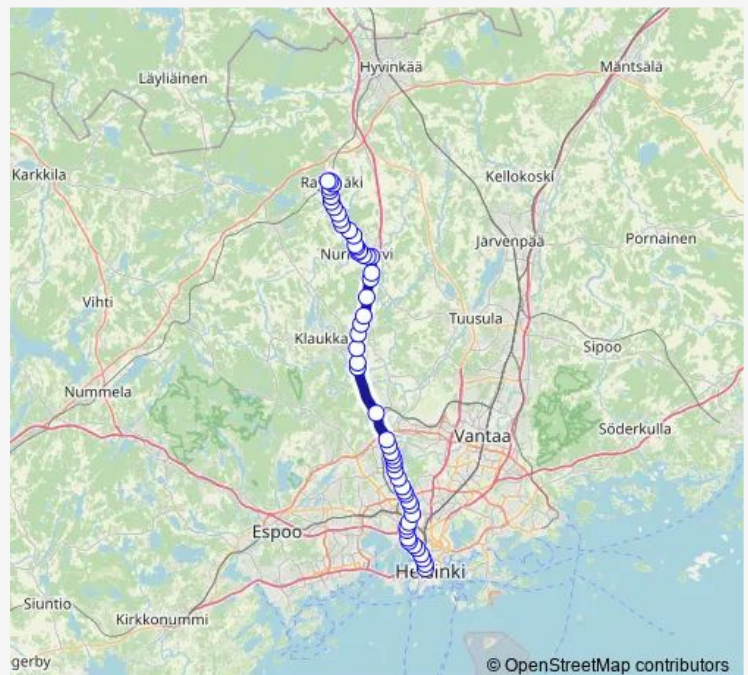 Hyvinkää
Mäntsälä
Läyliäinen
Karkkila
Kellokoski
Järvenpää
Pornainen
Vihti
Tuusula
Klaukka
Sipoo
Nummela
Söderkulla
Vantaa
Espoo
Siuntio
Kirkkonummi
gerby
© OpenStreetMap contributors